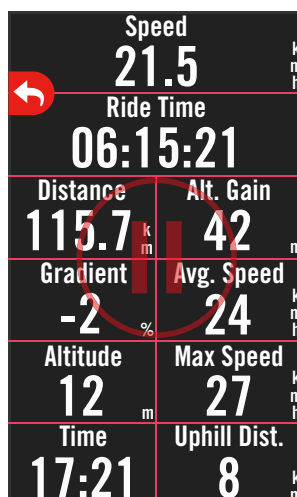 Speed
21.5
k
m
h
Ride Time
06:15:21
Distance Alt. Gain
115.7 k m 42 m
Gradient Avg. Speed
-2 % 24 k m h
Altitude Max Speed
12 m 27 k m h
Time Uphill Dist.
17:21 8 k